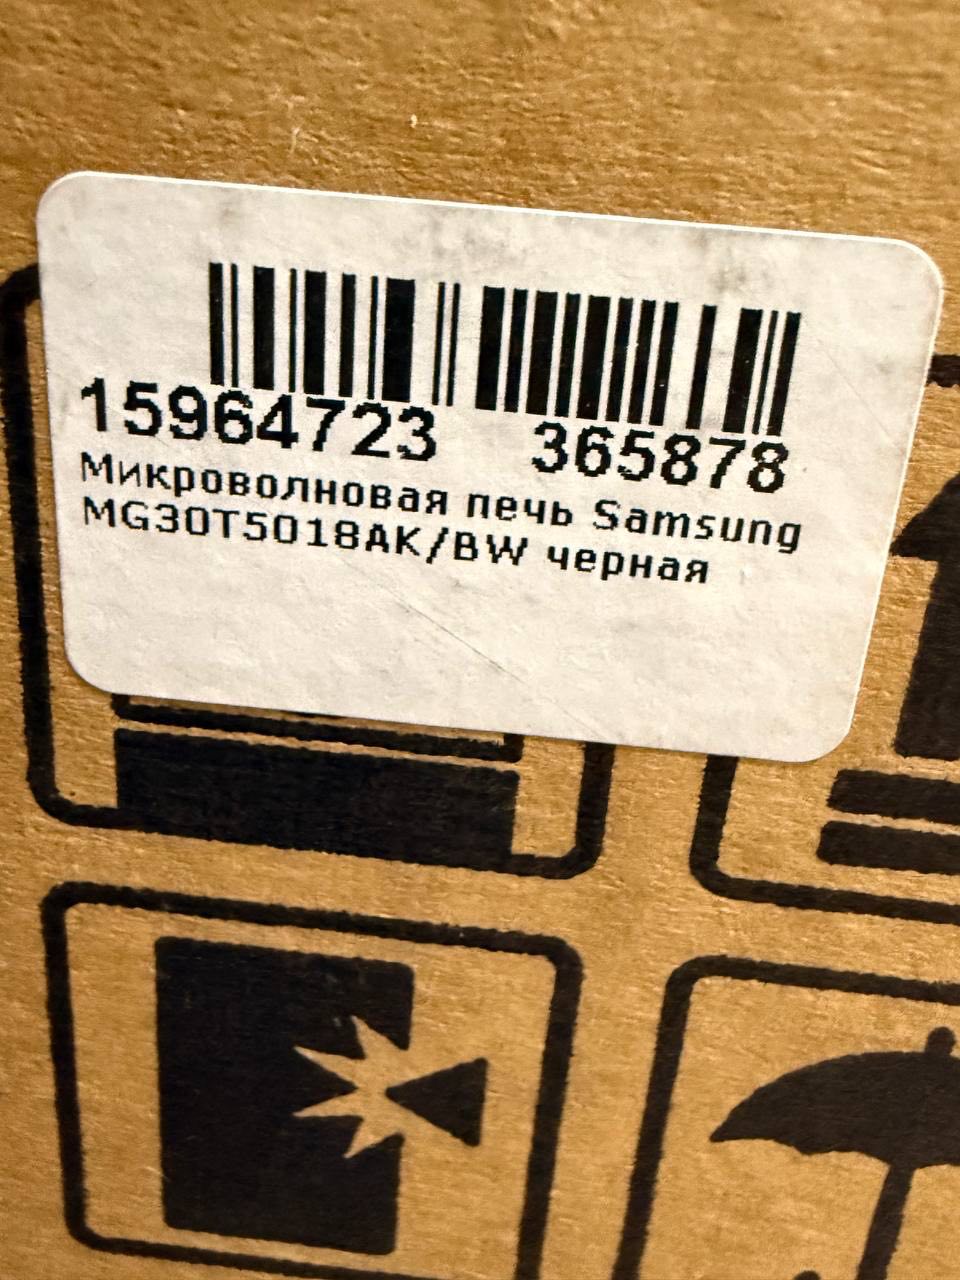 15964723 365878
Микроволновая печь Samsung
MG30T5018AK/BW черная